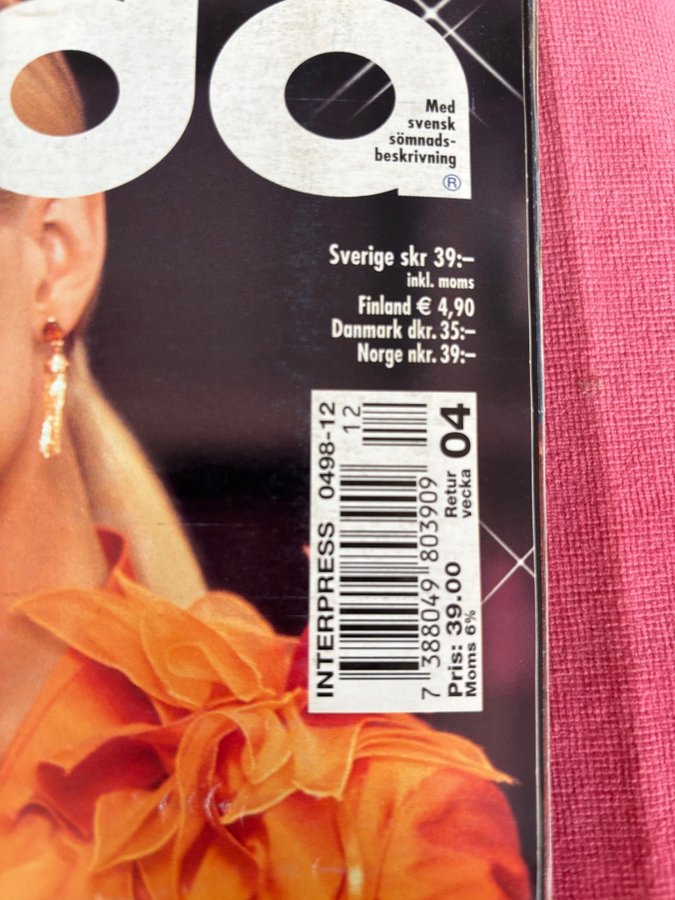 da
Med
svensk
sömnads-
beskrivning
®
Sverige skr 39:–
inkl. moms
Finland € 4,90
Danmark dkr. 35:–
Norge nkr. 39:–
INTERPRESS 0498-12
12
7 388049 803909
Pris: 39.00
Moms 6%
Retur
vecka
04